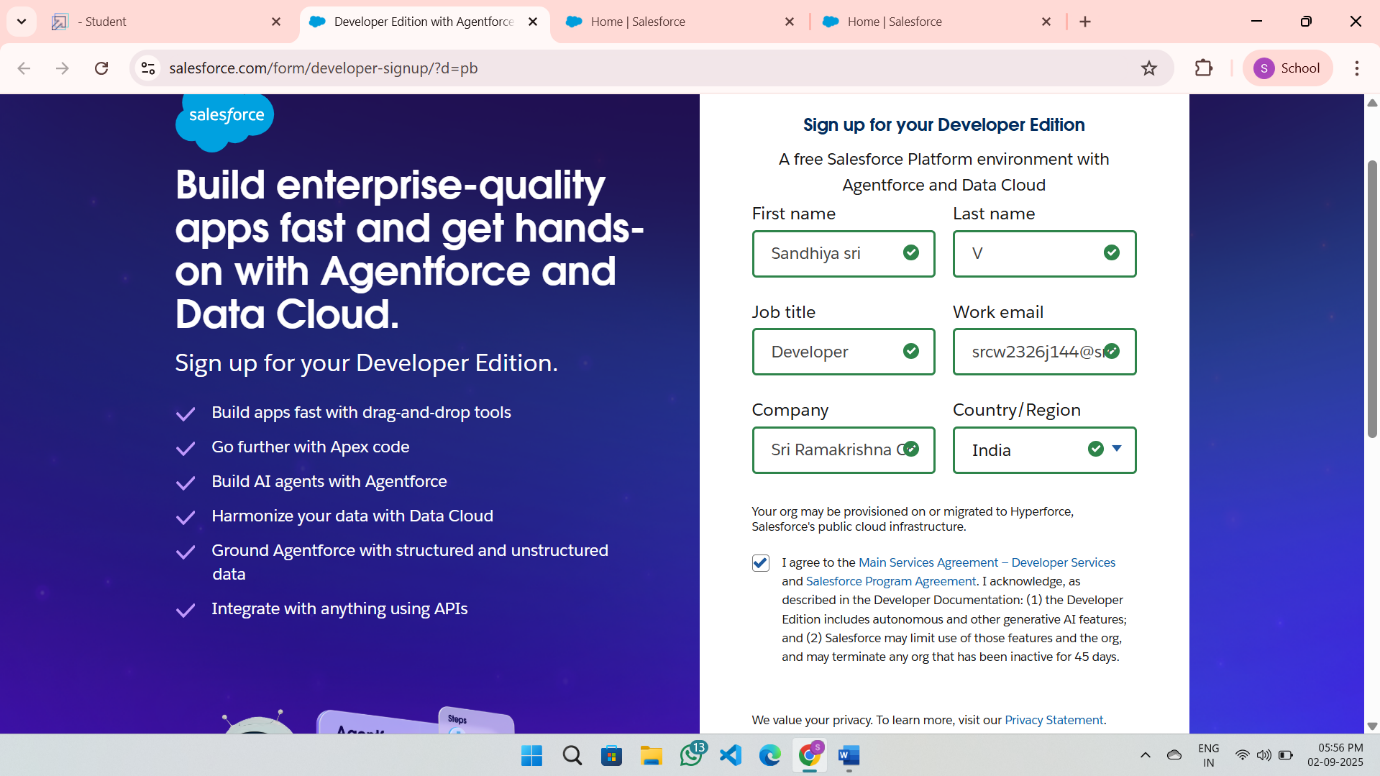 - Student
Developer Edition with Agentforce
Home | Salesforce
Home | Salesforce
salesforce.com/form/developer-signup/?d=pb
S School
salesforce
Build enterprise-quality
apps fast and get hands-
on with Agentforce and
Data Cloud.
Sign up for your Developer Edition.
Build apps fast with drag-and-drop tools
Go further with Apex code
Build AI agents with Agentforce
Harmonize your data with Data Cloud
Ground Agentforce with structured and unstructured
data
Integrate with anything using APIs
Steps
Sign up for your Developer Edition
A free Salesforce Platform environment with
Agentforce and Data Cloud
First name Last name
Sandhiya sri V
Job title Work email
Developer srcw2326j144@sr
Company Country/Region
Sri Ramakrishna C India
Your org may be provisioned on or migrated to Hyperforce,
Salesforce's public cloud infrastructure.
I agree to the Main Services Agreement – Developer Services
and Salesforce Program Agreement. I acknowledge, as
described in the Developer Documentation: (1) the Developer
Edition includes autonomous and other generative AI features;
and (2) Salesforce may limit use of those features and the org,
and may terminate any org that has been inactive for 45 days.
We value your privacy. To learn more, visit our Privacy Statement.
13
S
W
ENG
IN
05:56 PM
02-09-2025